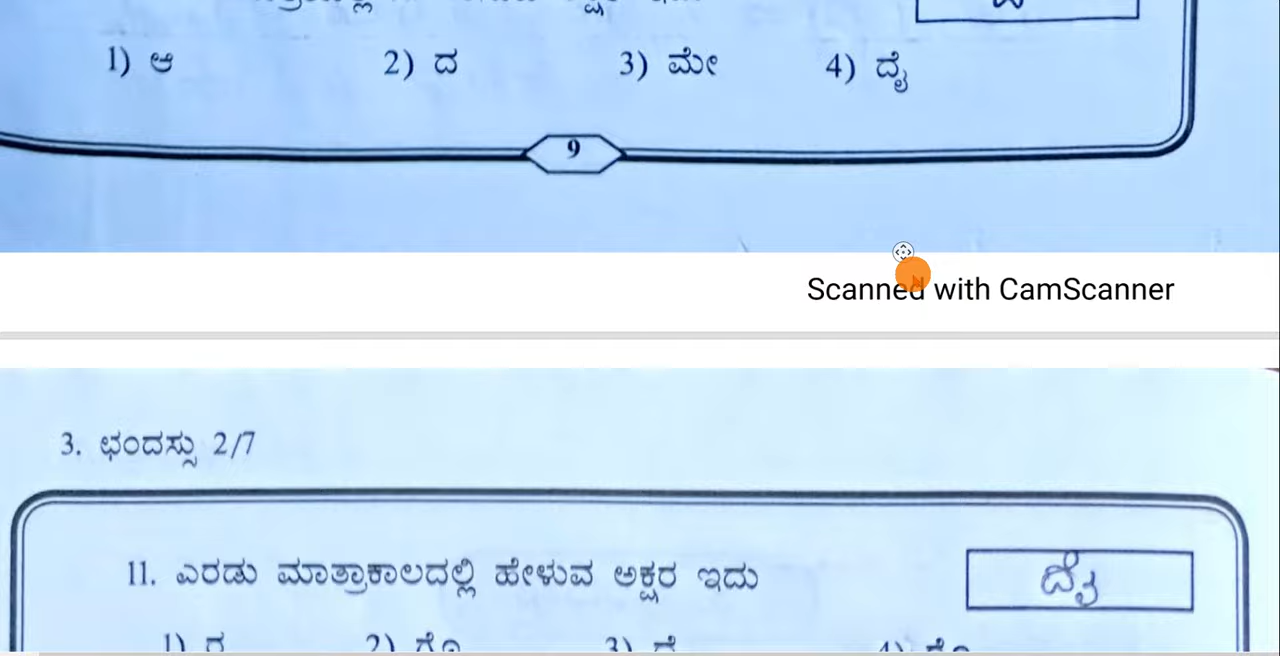 1) ಆ 2) ದ 3) ಮೇ 4) ದೈ
9
Scanned with CamScanner
3. ಛಂದಸ್ಸು 2/7
11. ಎರಡು ಮಾತ್ರಾಕಾಲದಲ್ಲಿ ಹೇಳುವ ಅಕ್ಷರ ಇದು ದೈ